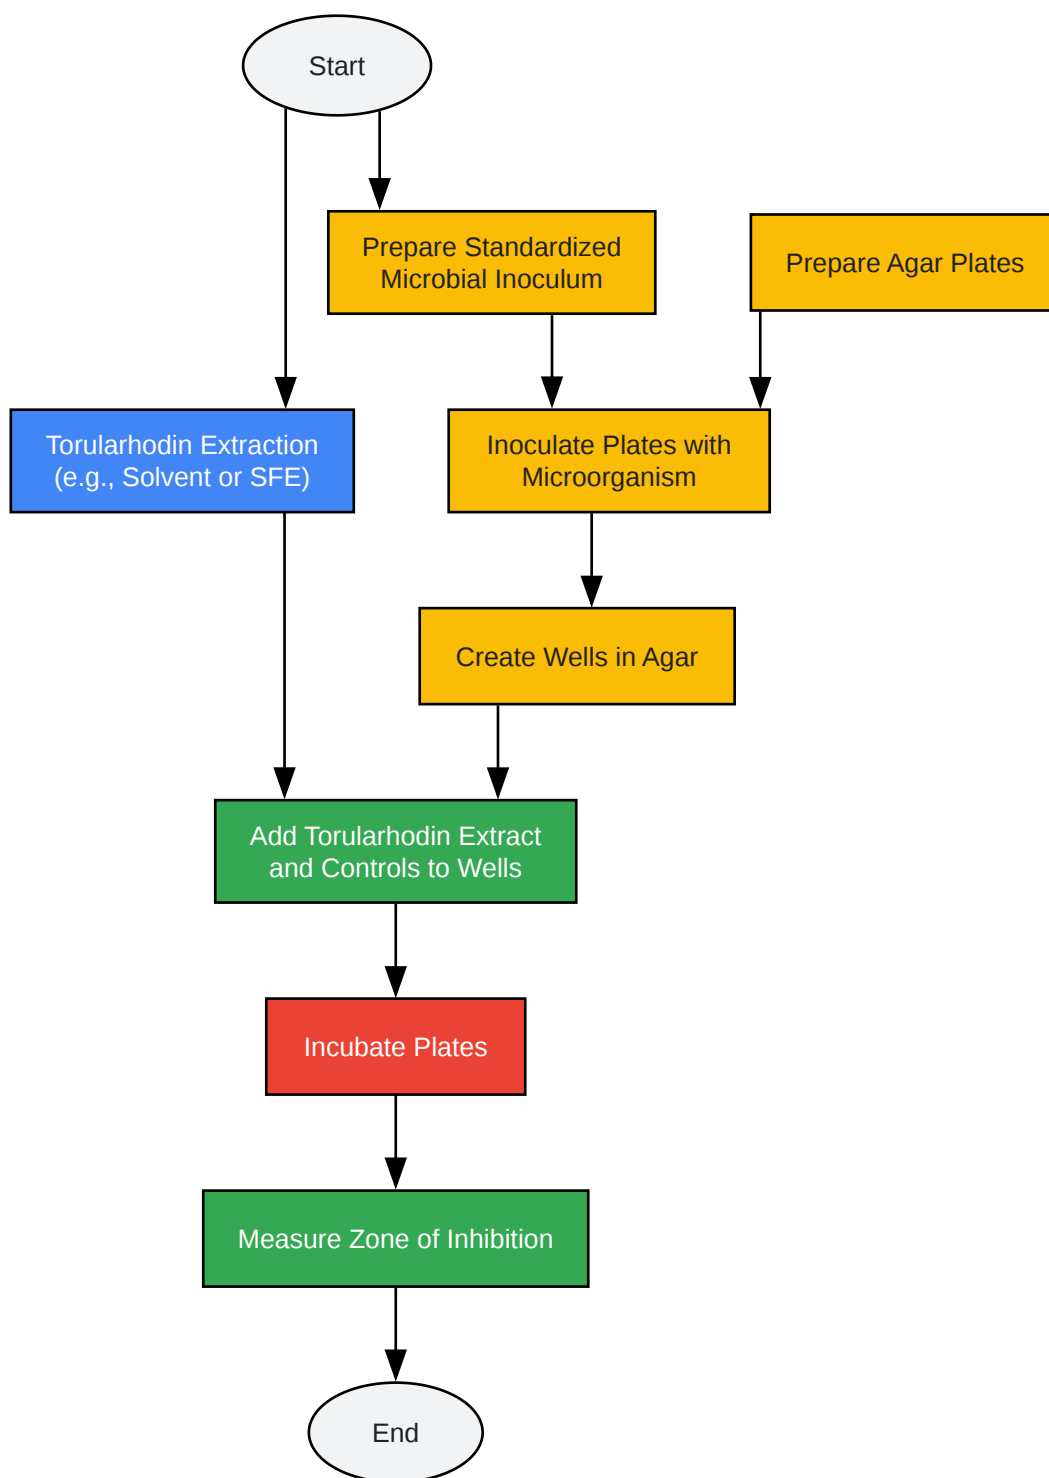 Start
Prepare Standardized
Microbial Inoculum
Prepare Agar Plates
Torularhodin Extraction
(e.g., Solvent or SFE)
Inoculate Plates with
Microorganism
Create Wells in Agar
Add Torularhodin Extract
and Controls to Wells
Incubate Plates
Measure Zone of Inhibition
End